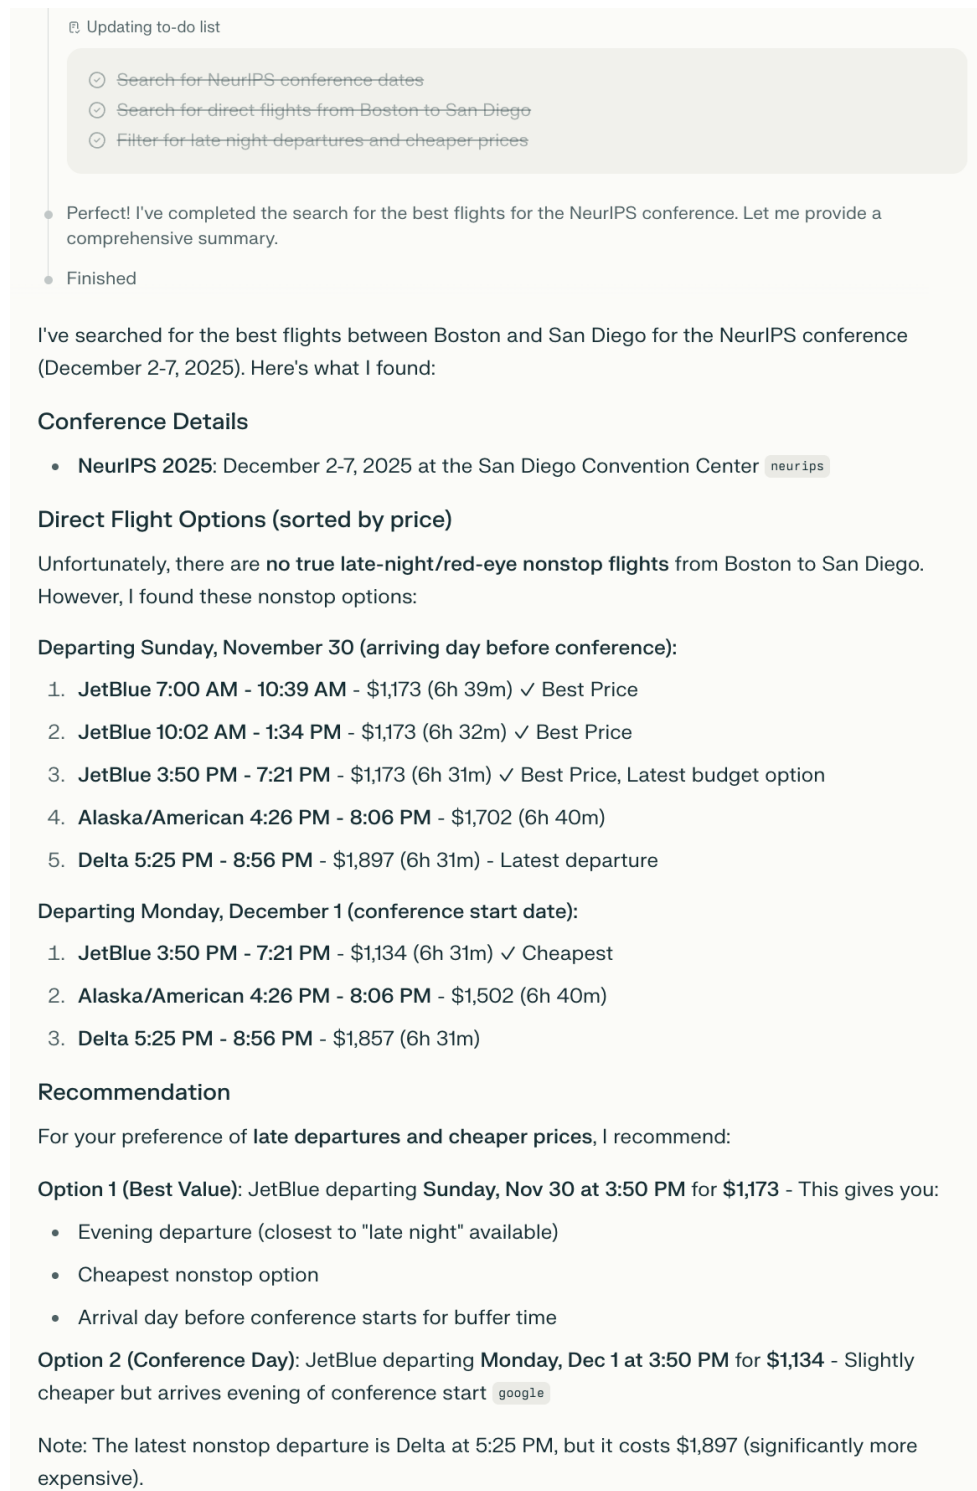 Updating to-do list
Search for NeurIPS conference dates
Search for direct flights from Boston to San Diego
Filter for late night departures and cheaper prices
Perfect! I've completed the search for the best flights for the NeurIPS conference. Let me provide a
comprehensive summary.
Finished
I've searched for the best flights between Boston and San Diego for the NeurIPS conference
(December 2-7, 2025). Here's what I found:
Conference Details
• NeurIPS 2025: December 2-7, 2025 at the San Diego Convention Center neurips
Direct Flight Options (sorted by price)
Unfortunately, there are no true late-night/red-eye nonstop flights from Boston to San Diego.
However, I found these nonstop options:
Departing Sunday, November 30 (arriving day before conference):
1. JetBlue 7:00 AM - 10:39 AM - $1,173 (6h 39m) ✓ Best Price
2. JetBlue 10:02 AM - 1:34 PM - $1,173 (6h 32m) ✓ Best Price
3. JetBlue 3:50 PM - 7:21 PM - $1,173 (6h 31m) ✓ Best Price, Latest budget option
4. Alaska/American 4:26 PM - 8:06 PM - $1,702 (6h 40m)
5. Delta 5:25 PM - 8:56 PM - $1,897 (6h 31m) - Latest departure
Departing Monday, December 1 (conference start date):
1. JetBlue 3:50 PM - 7:21 PM - $1,134 (6h 31m) ✓ Cheapest
2. Alaska/American 4:26 PM - 8:06 PM - $1,502 (6h 40m)
3. Delta 5:25 PM - 8:56 PM - $1,857 (6h 31m)
Recommendation
For your preference of late departures and cheaper prices, I recommend:
Option 1 (Best Value): JetBlue departing Sunday, Nov 30 at 3:50 PM for $1,173 - This gives you:
• Evening departure (closest to "late night" available)
• Cheapest nonstop option
• Arrival day before conference starts for buffer time
Option 2 (Conference Day): JetBlue departing Monday, Dec 1 at 3:50 PM for $1,134 - Slightly
cheaper but arrives evening of conference start google
Note: The latest nonstop departure is Delta at 5:25 PM, but it costs $1,897 (significantly more
expensive).